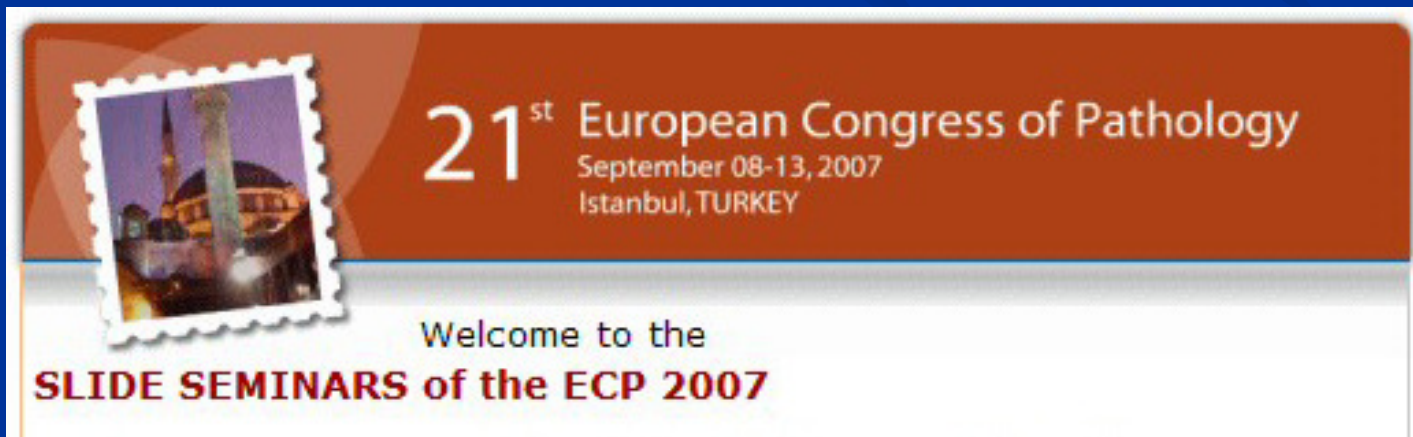 21st European Congress of Pathology
September 08-13, 2007
Istanbul, TURKEY
Welcome to the
SLIDE SEMINARS of the ECP 2007